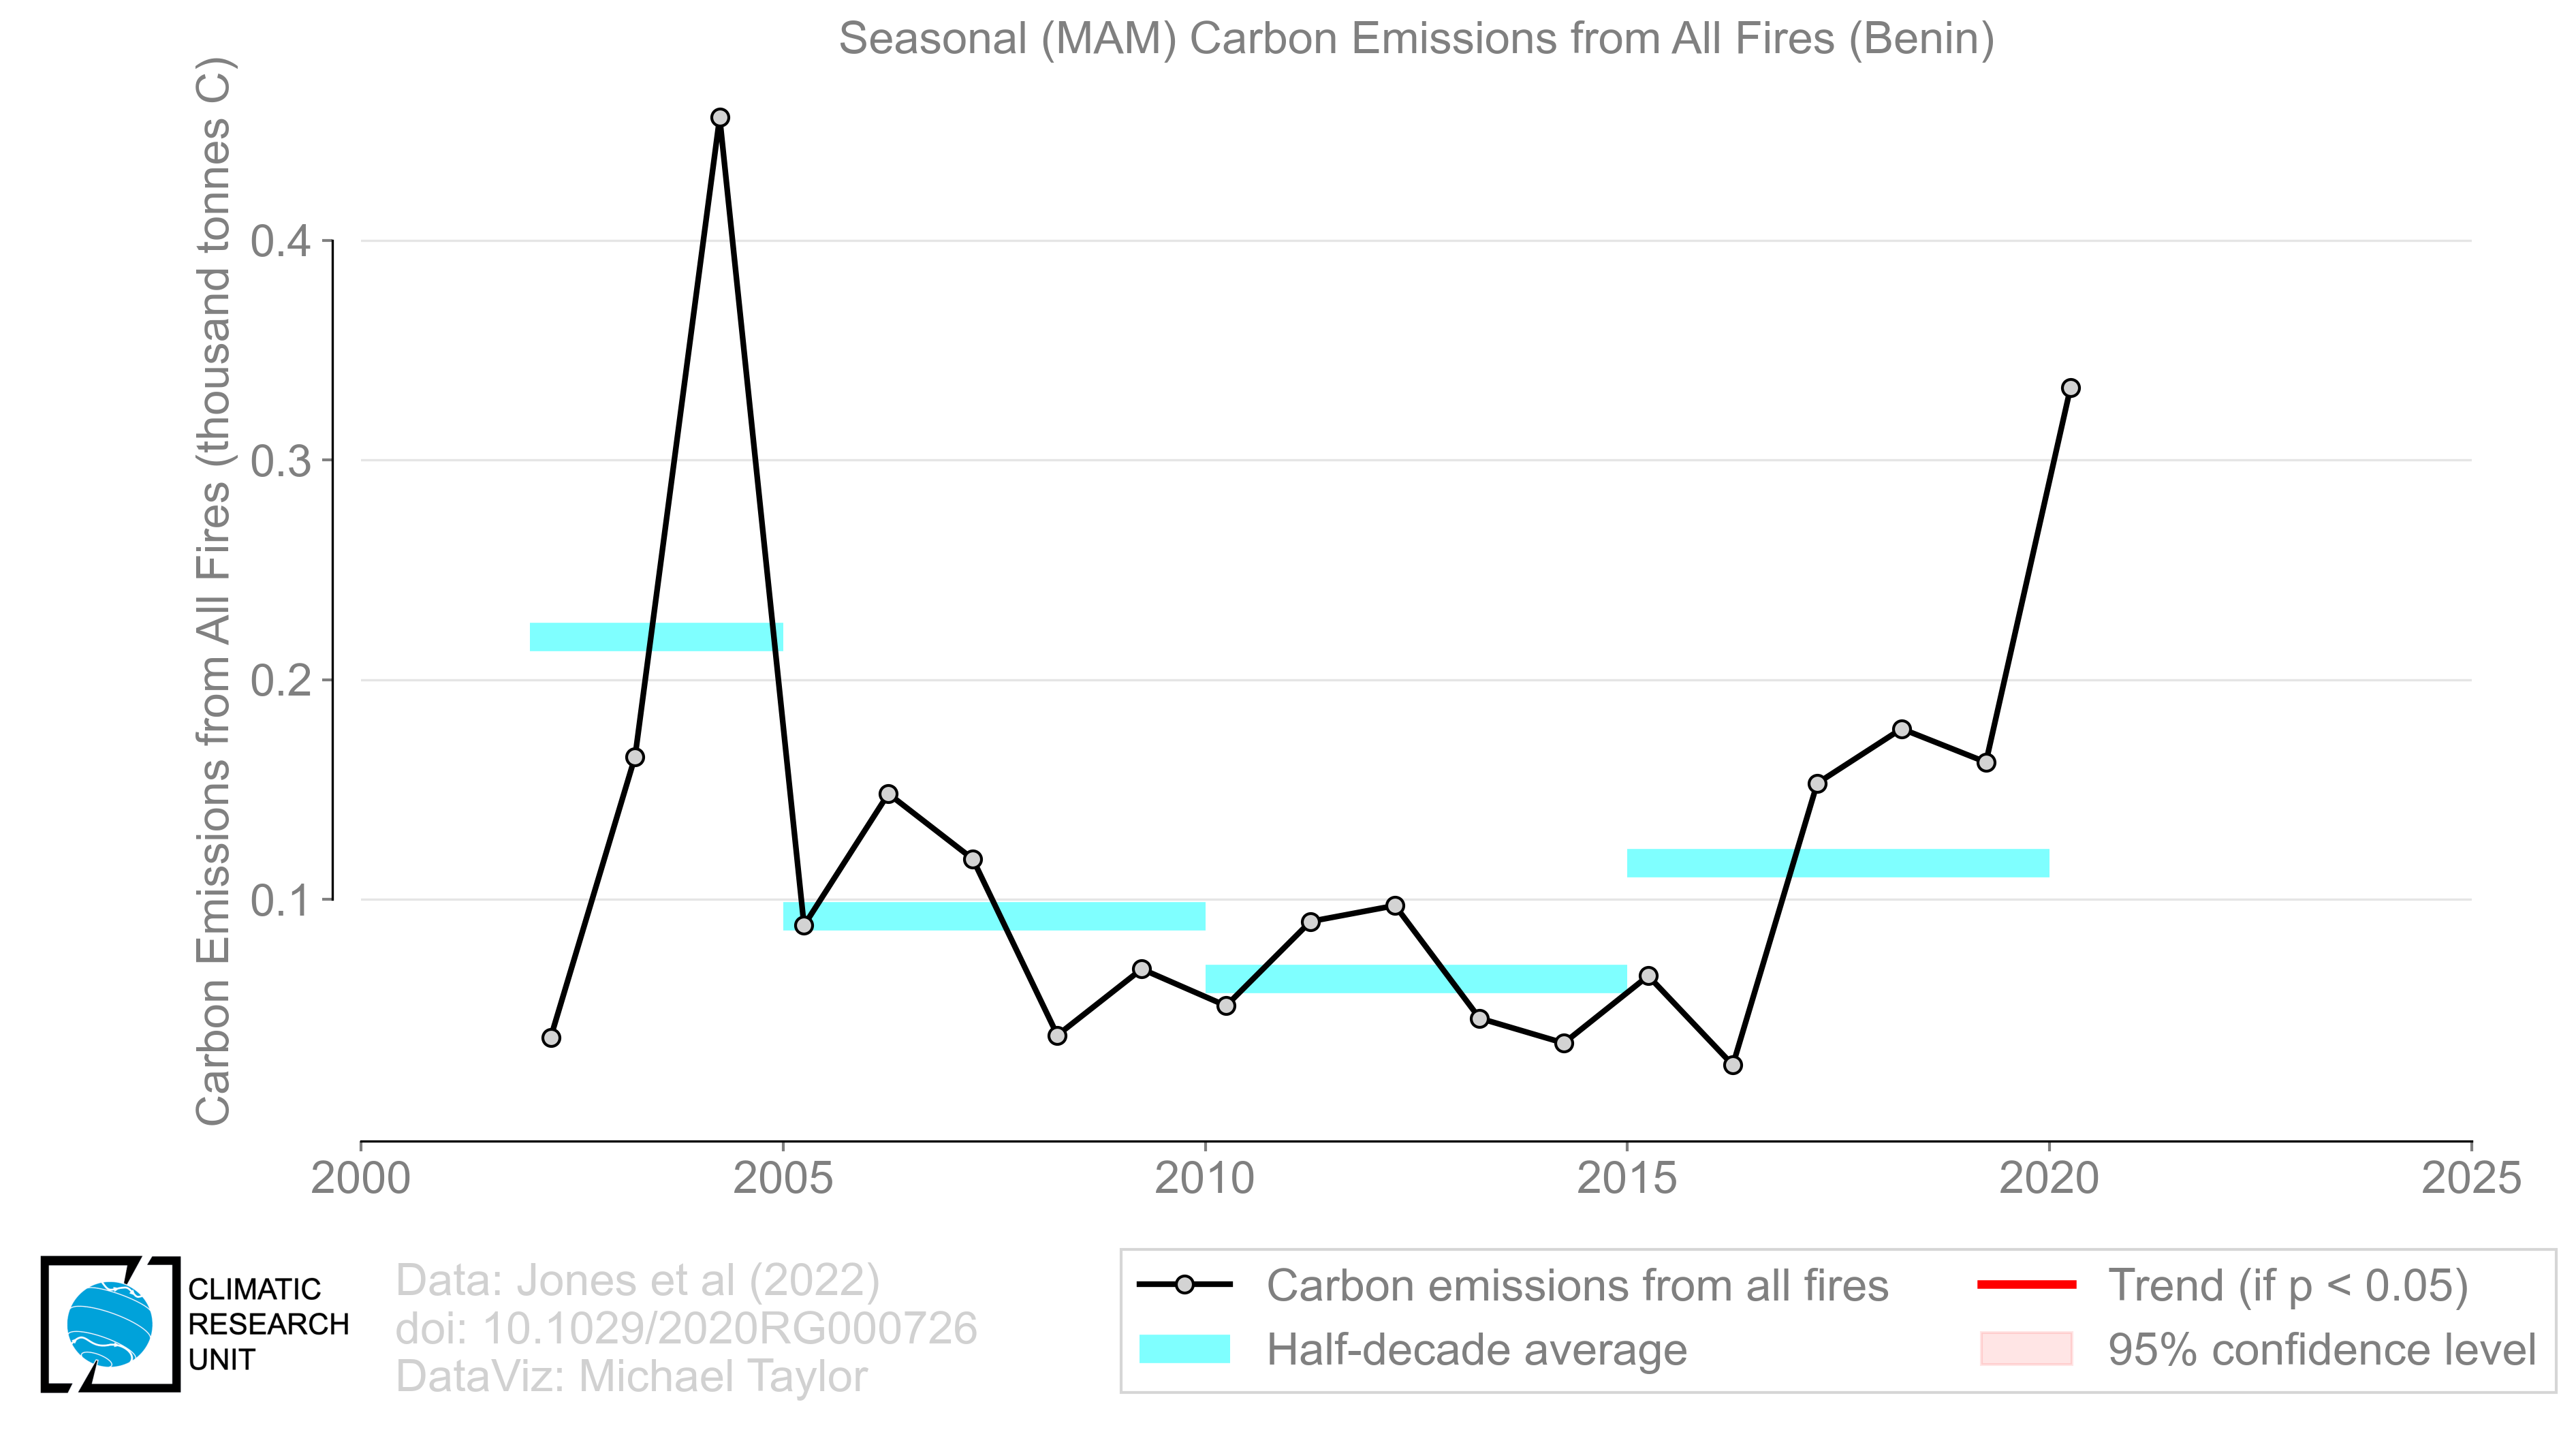 Seasonal (MAM) Carbon Emissions from All Fires (Benin)
Carbon Emissions from All Fires (thousand tonnes C)
0.4
0.3
0.2
0.1
2000
2005
2010
2015
2020
2025
CLIMATIC
RESEARCH
UNIT
Data: Jones et al (2022)
doi: 10.1029/2020RG000726
DataViz: Michael Taylor
Carbon emissions from all fires
Half-decade average
Trend (if p < 0.05)
95% confidence level